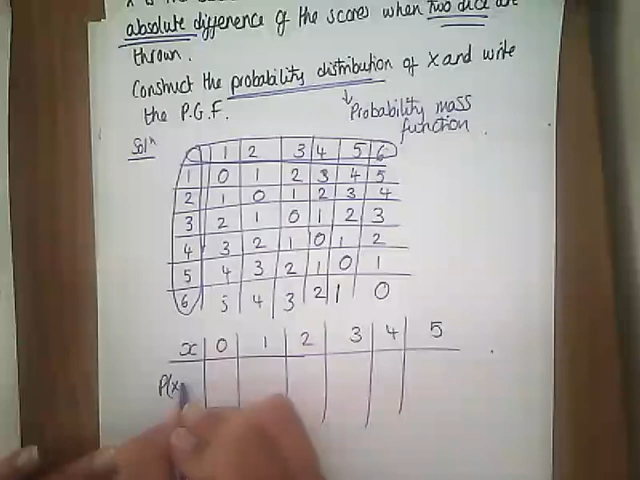 absolute difference of the scores when two dice are
thrown.
Construct the probability distribution of X and write
the P.G.F.
Probability mass
function.
Soln
1 2 3 4 5 6
1 0 1 2 3 4 5
2 1 0 1 2 3 4
3 2 1 0 1 2 3
4 3 2 1 0 1 2
5 4 3 2 1 0 1
6 5 4 3 2 1 0
x 0 1 2 3 4 5
P(x